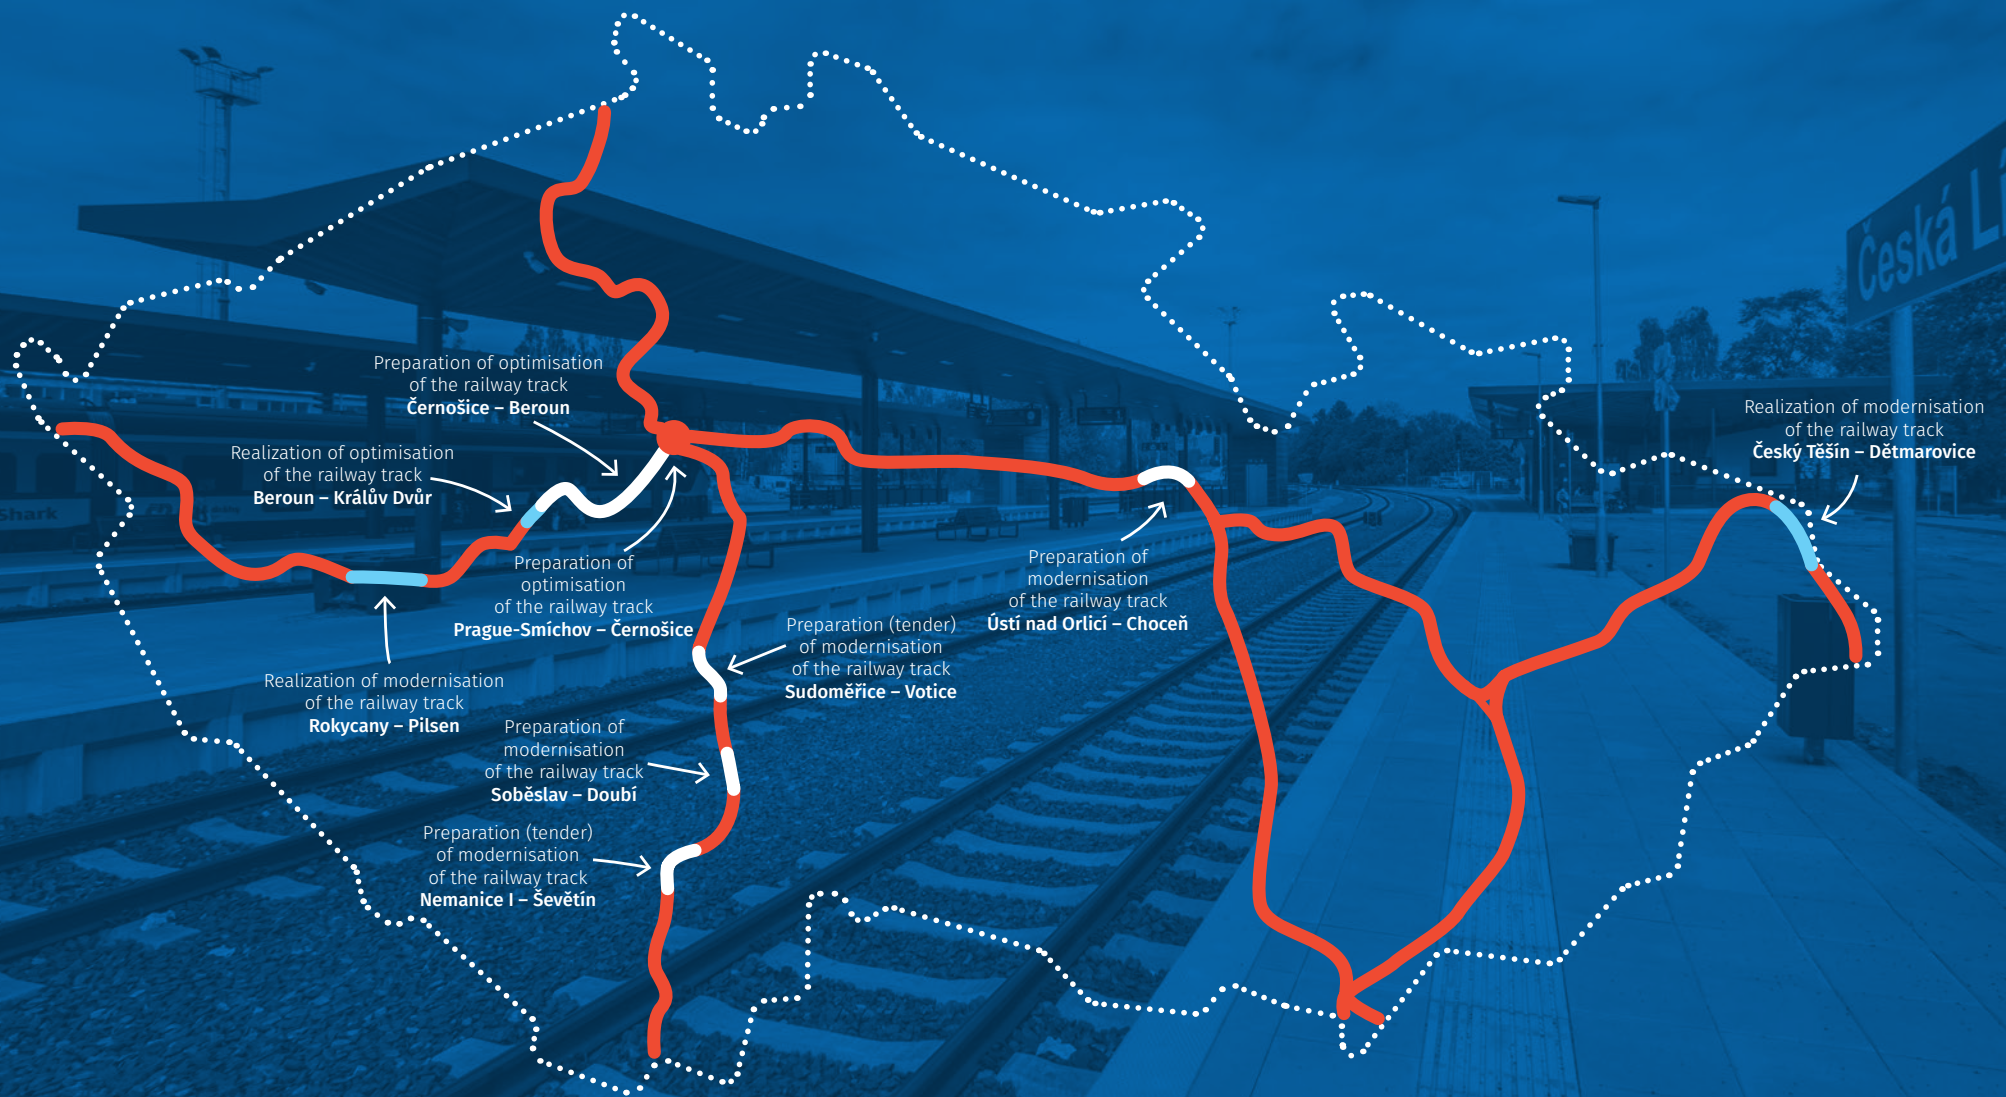 Česká Lí
Preparation of optimisation
of the railway track
Černošice – Beroun
Realization of optimisation
of the railway track
Beroun – Králův Dvůr
Preparation of
optimisation
of the railway track
Prague-Smíchov – Černošice
Realization of modernisation
of the railway track
Rokycany – Pilsen
Preparation (tender)
of modernisation
of the railway track
Sudoměřice – Votice
Preparation of
modernisation
of the railway track
Soběslav – Doubí
Preparation (tender)
of modernisation
of the railway track
Nemanice I – Ševětín
Preparation of
modernisation
of the railway track
Ústí nad Orlicí – Choceň
Realization of modernisation
of the railway track
Český Těšín – Dětmarovice
Shark